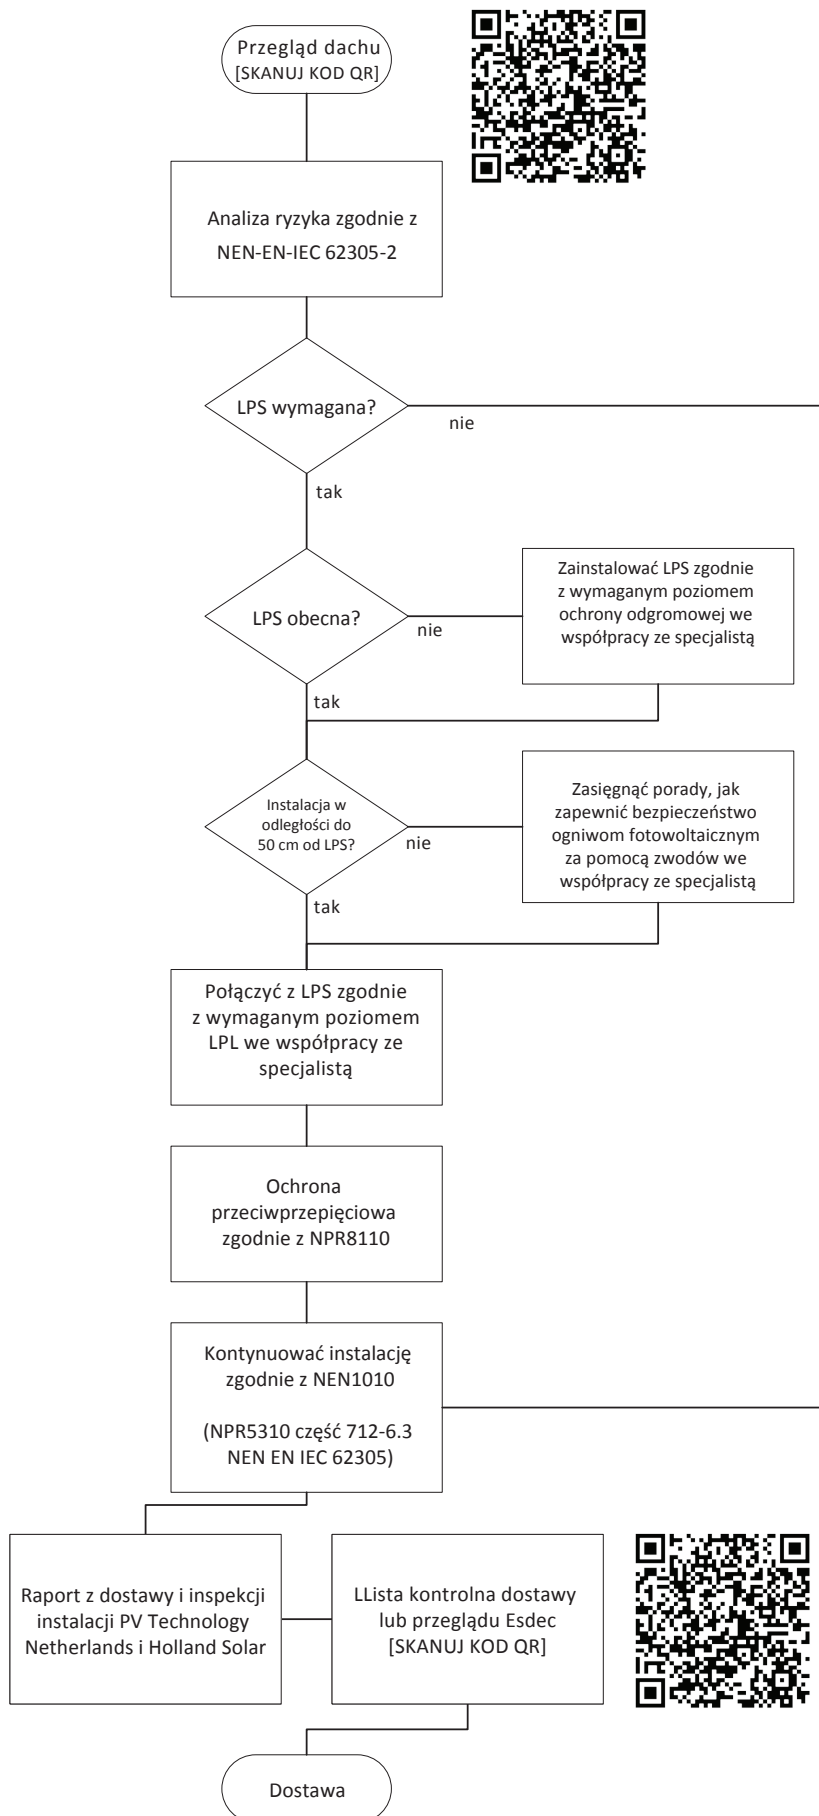 Przegląd dachu
[SKANUJ KOD QR]
Analiza ryzyka zgodnie z
NEN-EN-IEC 62305-2
LPS wymagana?
nie
tak
LPS obecna?
nie
Zainstalować LPS zgodnie
z wymaganym poziomem
ochrony odgromowej we
współpracy ze specjalistą
tak
Instalacja w
odległości do
50 cm od LPS?
nie
Zasięgnąć porady, jak
zapewnić bezpieczeństwo
ogniwom fotowoltaicznym
za pomocą zwodów we
współpracy ze specjalistą
tak
Połączyć z LPS zgodnie
z wymaganym poziomem
LPL we współpracy ze
specjalistą
Ochrona
przeciwprzepięciowa
zgodnie z NPR8110
Kontynuować instalację
zgodnie z NEN1010
(NPR5310 część 712-6.3
NEN EN IEC 62305)
Raport z dostawy i inspekcji
instalacji PV Technology
Netherlands i Holland Solar
LLista kontrolna dostawy
lub przeglądu Esdec
[SKANUJ KOD QR]
Dostawa